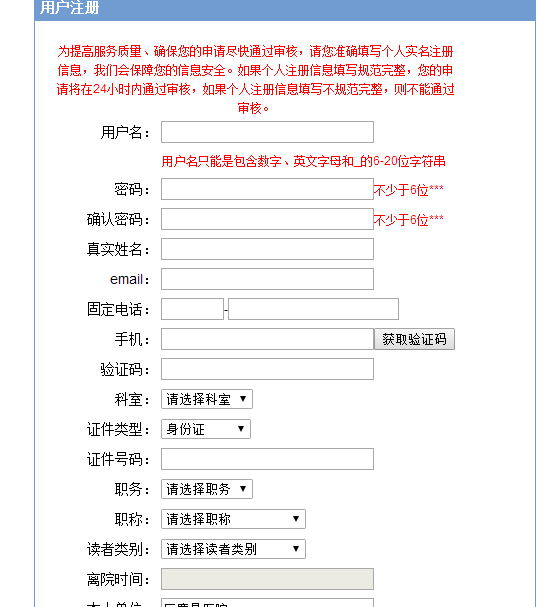 用户注册
为提高服务质量、确保您的申请尽快通过审核，请您准确填写个人实名注册
信息，我们会保障您的信息安全。如果个人注册信息填写规范完整，您的申
请将在24小时内通过审核，如果个人注册信息填写不规范完整，则不能通过
审核。
用户名：
用户名只能是包含数字、英文字母和_的6-20位字符串
密码： 不少于6位***
确认密码： 不少于6位***
真实姓名：
email：
固定电话： -
手机： 获取验证码
验证码：
科室： 请选择科室
证件类型： 身份证
证件号码：
职务： 请选择职务
职称： 请选择职称
读者类别： 请选择读者类别
离院时间：
本人单位：